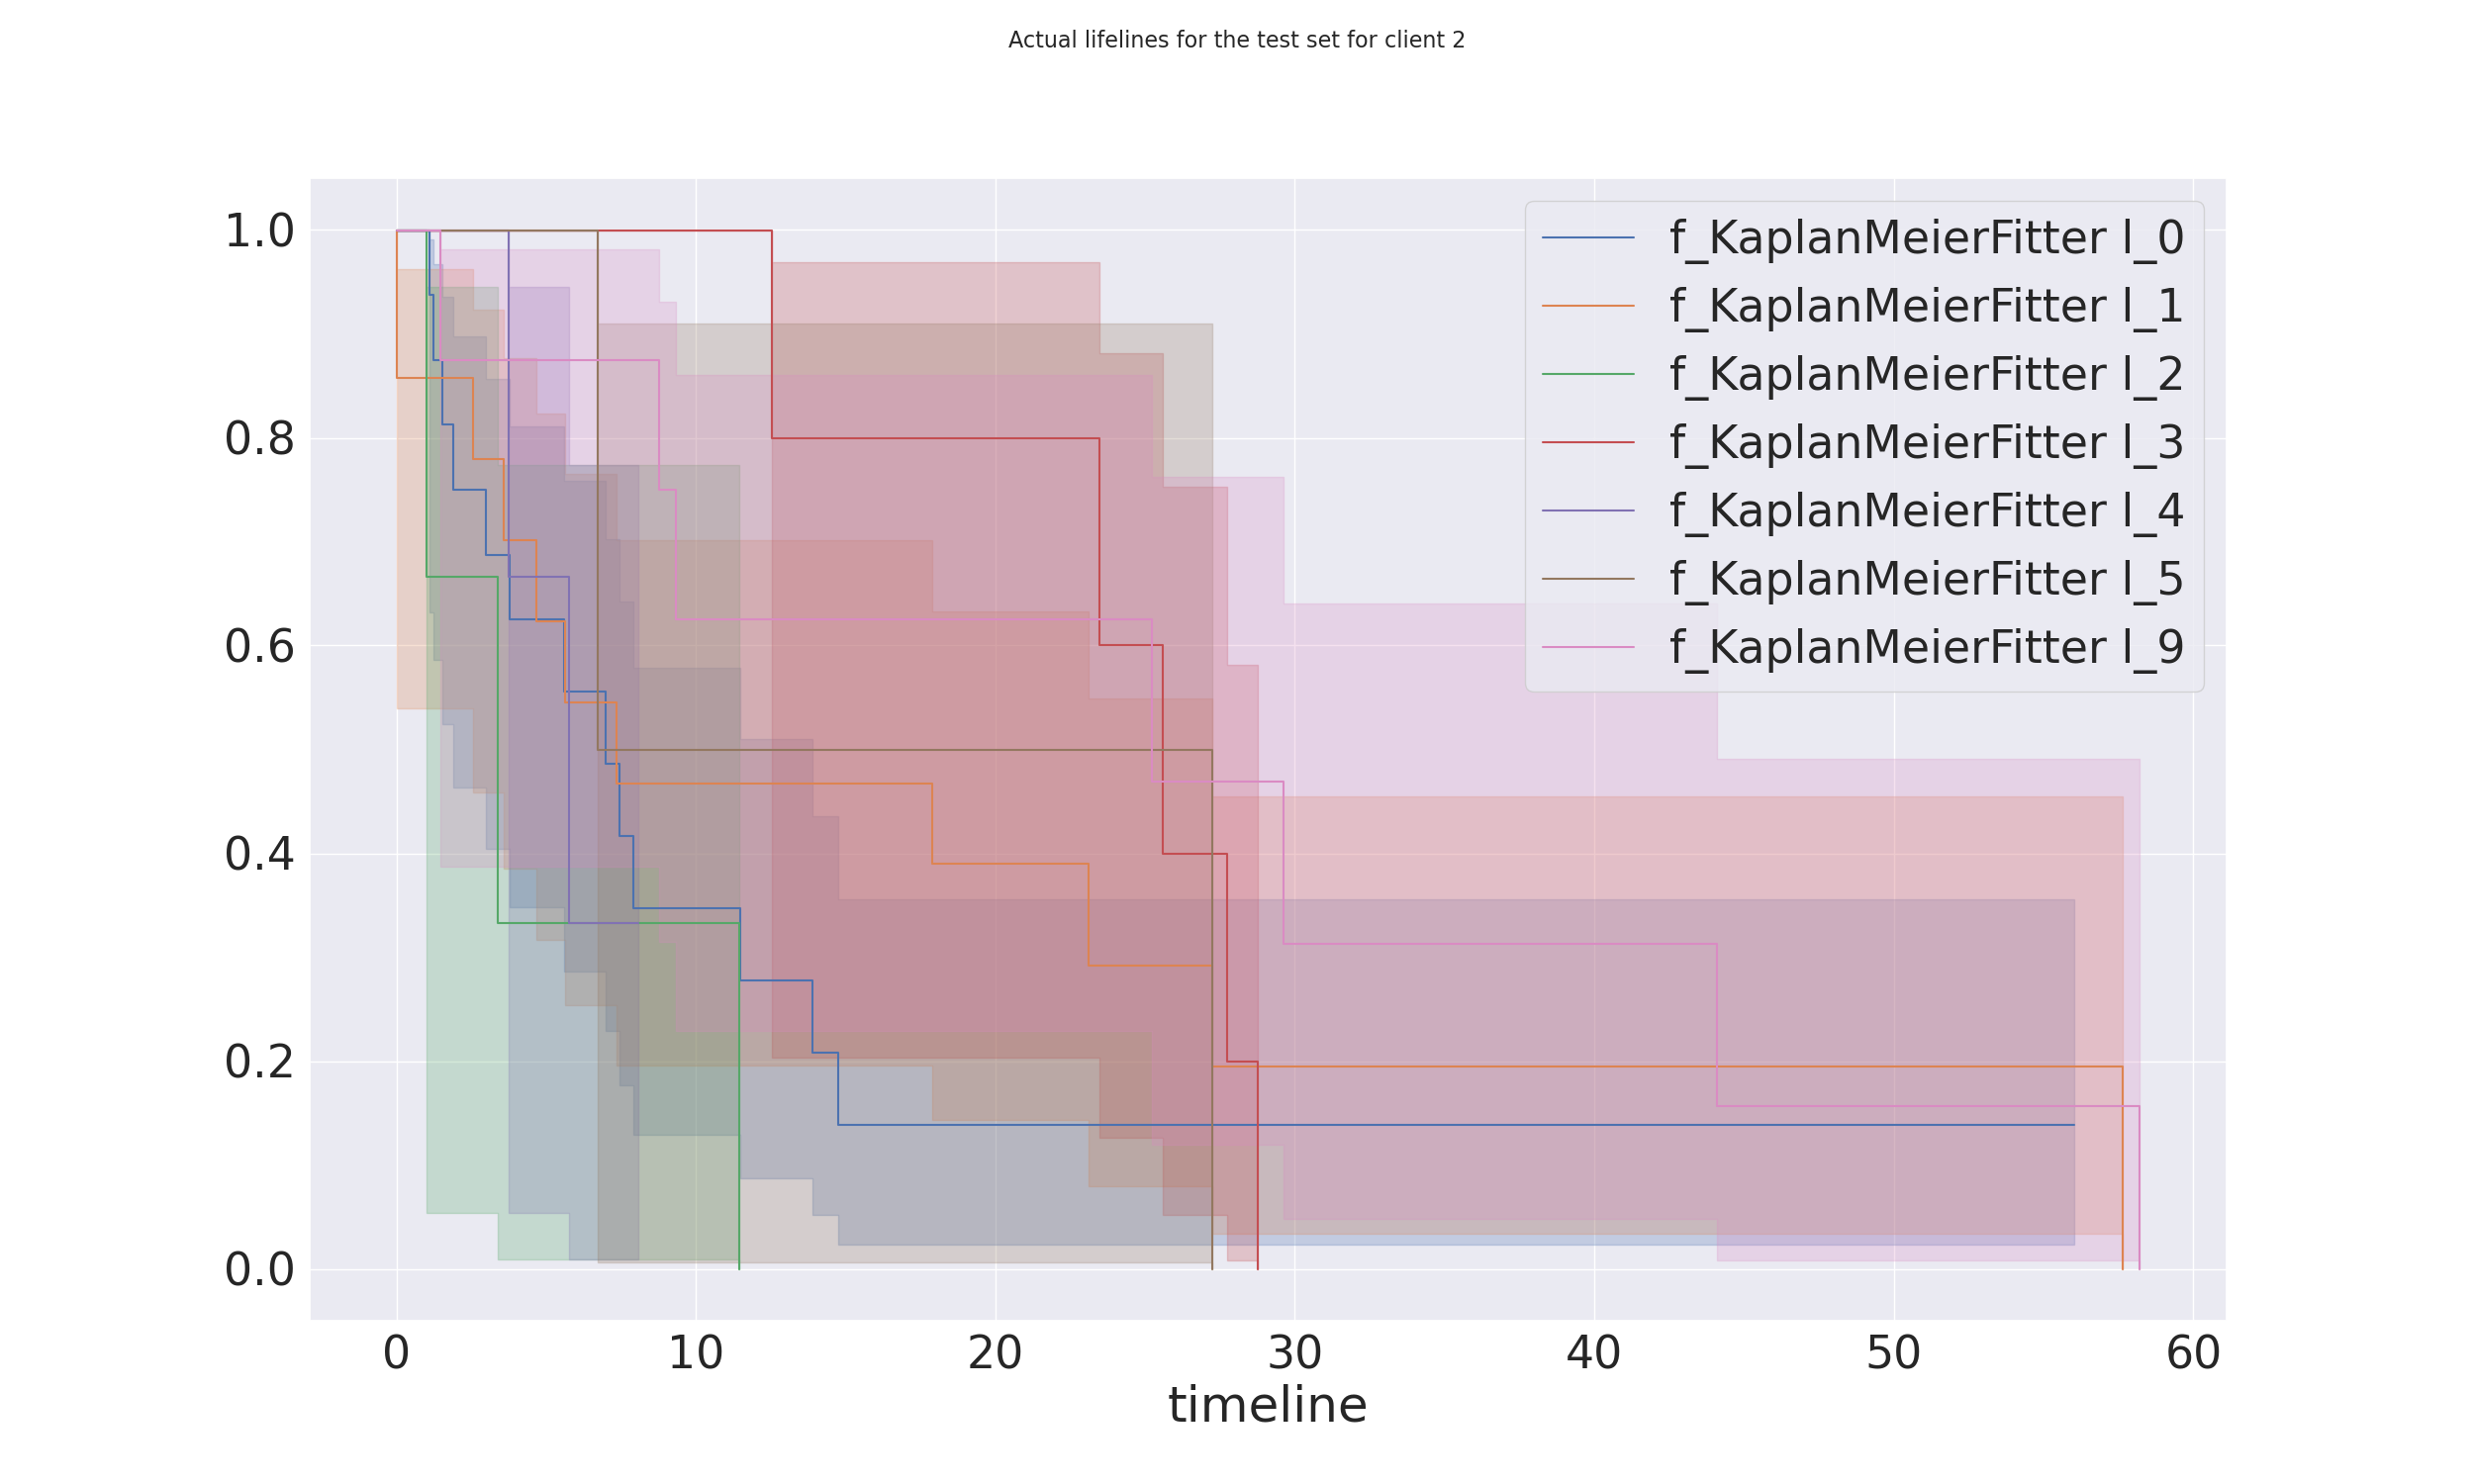 Actual lifelines for the test set for client 2
1.0
0.8
0.6
0.4
0.2
0.0
f_KaplanMeierFitter l_0
f_KaplanMeierFitter l_1
f_KaplanMeierFitter l_2
f_KaplanMeierFitter l_3
f_KaplanMeierFitter l_4
f_KaplanMeierFitter l_5
f_KaplanMeierFitter l_9
0 10 20 30 40 50 60
timeline